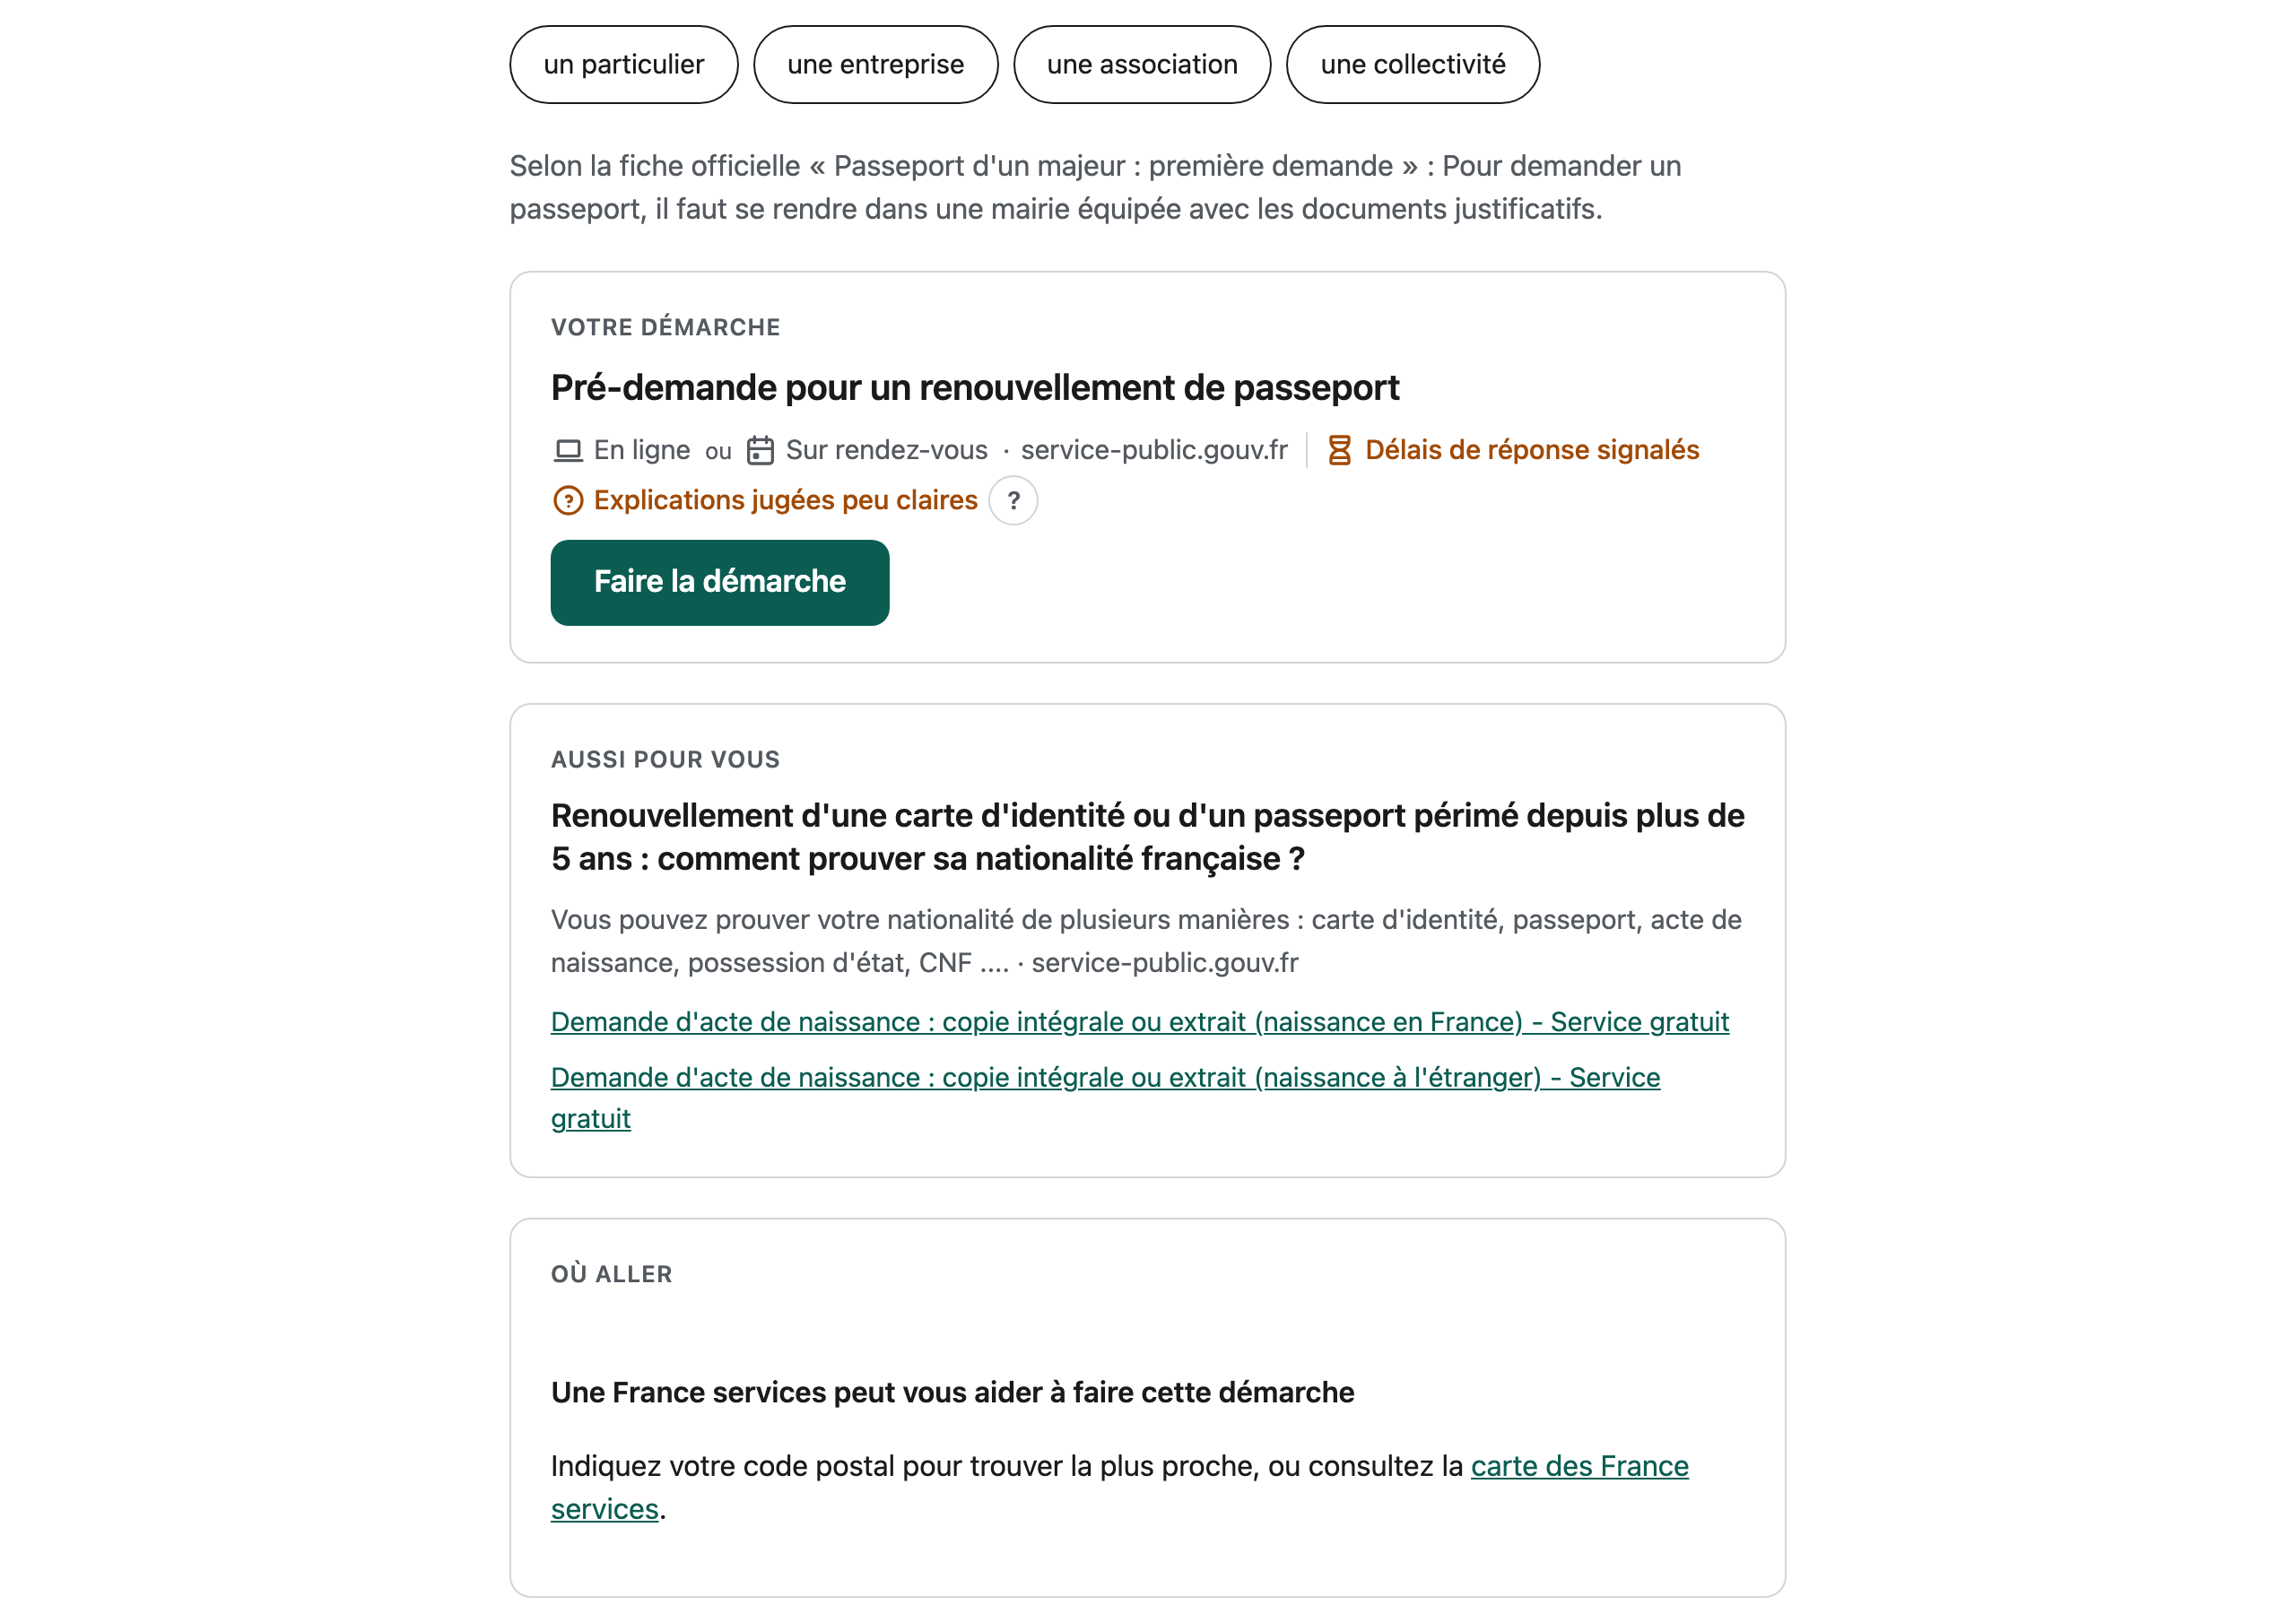 un particulier
une entreprise
une association
une collectivité
Selon la fiche officielle « Passeport d'un majeur : première demande » : Pour demander un
passeport, il faut se rendre dans une mairie équipée avec les documents justificatifs.
VOTRE DÉMARCHE
Pré-demande pour un renouvellement de passeport
En ligne ou Sur rendez-vous · service-public.gouv.fr Délais de réponse signalés
? Explications jugées peu claires ?
Faire la démarche
AUSSI POUR VOUS
Renouvellement d'une carte d'identité ou d'un passeport périmé depuis plus de
5 ans : comment prouver sa nationalité française ?
Vous pouvez prouver votre nationalité de plusieurs manières : carte d'identité, passeport, acte de
naissance, possession d'état, CNF .... · service-public.gouv.fr
Demande d'acte de naissance : copie intégrale ou extrait (naissance en France) - Service gratuit
Demande d'acte de naissance : copie intégrale ou extrait (naissance à l'étranger) - Service
gratuit
OÙ ALLER
Une France services peut vous aider à faire cette démarche
Indiquez votre code postal pour trouver la plus proche, ou consultez la carte des France
services.